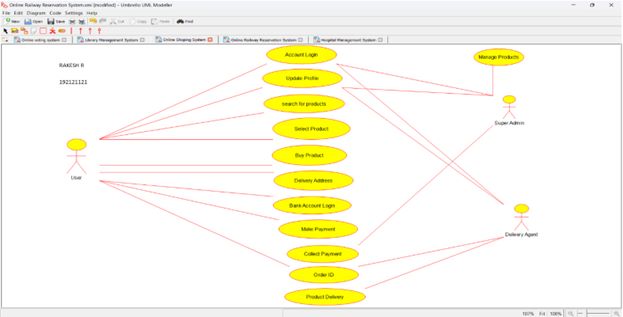 Online Railway Reservation System.xmi [modified] - Umbrello UML Modeller
File Edit Diagram Code Settings Help
New Open Save Cut Copy Paste Find
Online voting system Library Management System Online Shoping System Online Railway Reservation System Hospital Management System
RAKESH R
192121121
Account Login
Manage Products
Update Profile
search for products
Super Admin
Select Product
Buy Product
User
Delivery Address
Bank Account Login
Make Payment
Delivery Agent
Collect Payment
Order ID
Product Delivery
107% Fit 100%